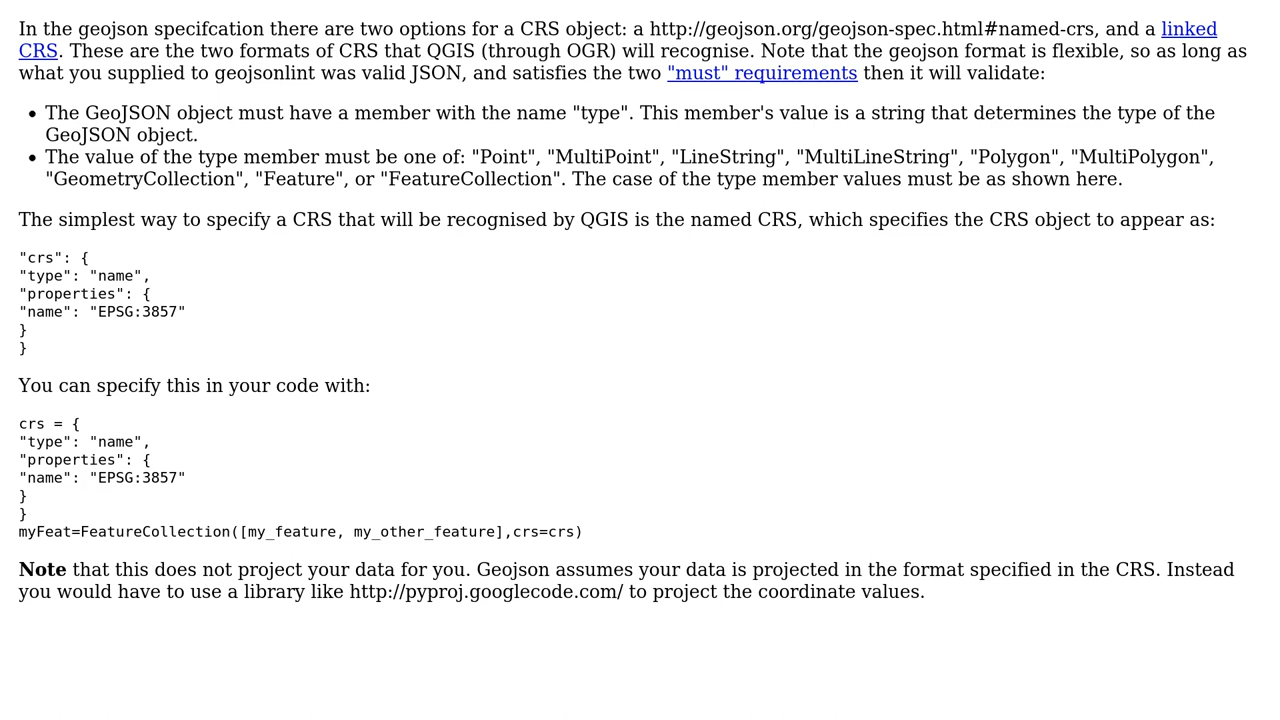 In the geojson specifcation there are two options for a CRS object: a http://geojson.org/geojson-spec.html#named-crs, and a linked
CRS. These are the two formats of CRS that QGIS (through OGR) will recognise. Note that the geojson format is flexible, so as long as
what you supplied to geojsonlint was valid JSON, and satisfies the two "must" requirements then it will validate:
• The GeoJSON object must have a member with the name "type". This member's value is a string that determines the type of the
GeoJSON object.
• The value of the type member must be one of: "Point", "MultiPoint", "LineString", "MultiLineString", "Polygon", "MultiPolygon",
"GeometryCollection", "Feature", or "FeatureCollection". The case of the type member values must be as shown here.
The simplest way to specify a CRS that will be recognised by QGIS is the named CRS, which specifies the CRS object to appear as:
"crs": {
"type": "name",
"properties": {
"name": "EPSG:3857"
}
}
You can specify this in your code with:
crs = {
"type": "name",
"properties": {
"name": "EPSG:3857"
}
}
myFeat=FeatureCollection([my_feature, my_other_feature],crs=crs)
Note that this does not project your data for you. Geojson assumes your data is projected in the format specified in the CRS. Instead
you would have to use a library like http://pyproj.googlecode.com/ to project the coordinate values.